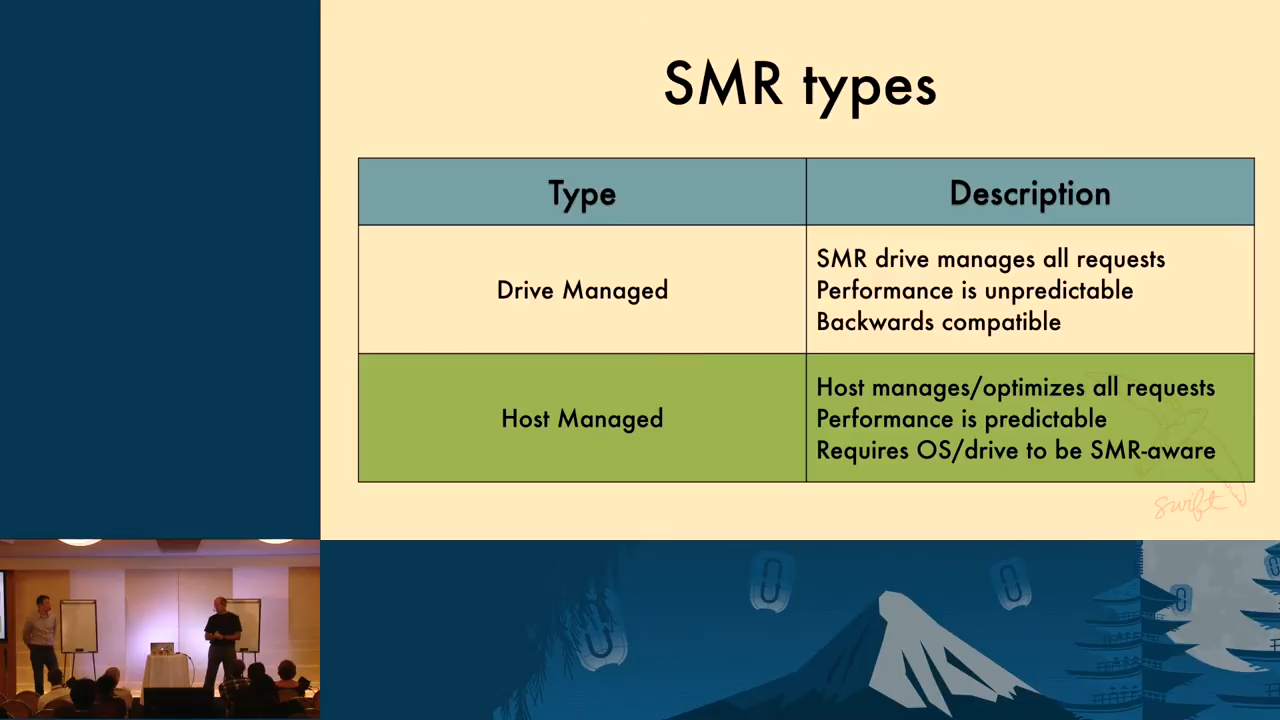 SMR types
Type
Description
Drive Managed
SMR drive manages all requests
Performance is unpredictable
Backwards compatible
Host Managed
Host manages/optimizes all requests
Performance is predictable
Requires OS/drive to be SMR-aware
swift